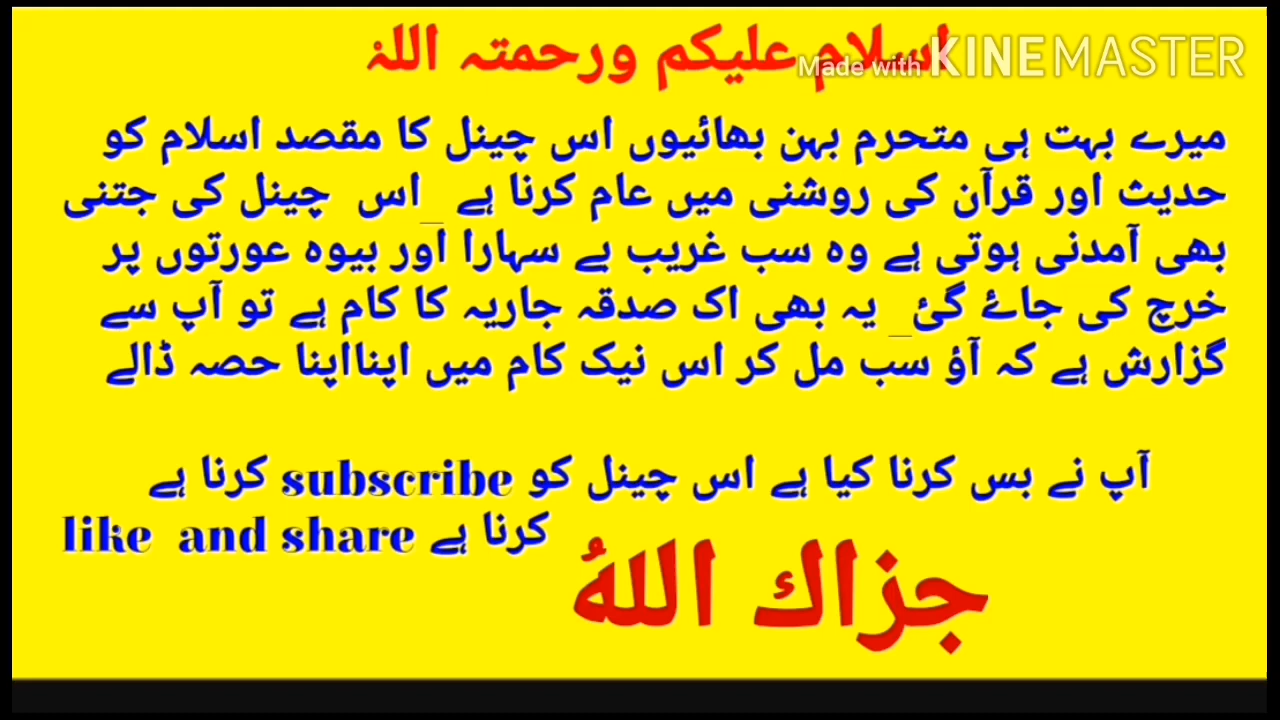 اسلام علیکم ورحمتہ اللہْ
Made with KINEMASTER
میرے بہت ہی متحرم بہن بھائیوں اس چینل کا مقصد اسلام کو
حدیث اور قرآن کی روشنی میں عام کرنا ہے _اس چینل کی جتنی
بھی آمدنی ہوتی ہے وہ سب غریب بے سہارا اور بیوہ عورتوں پر
خرچ کی جاۓ گئ_ یہ بھی اک صدقہ جاریہ کا کام ہے تو آپ سے
گزارش ہے کہ آؤ سب مل کر اس نیک کام میں اپنااپنا حصہ ڈالے
آپ نے بس کرنا کیا ہے اس چینل کو subscribe کرنا ہے
like and share کرنا ہے
جزاك اللهُ